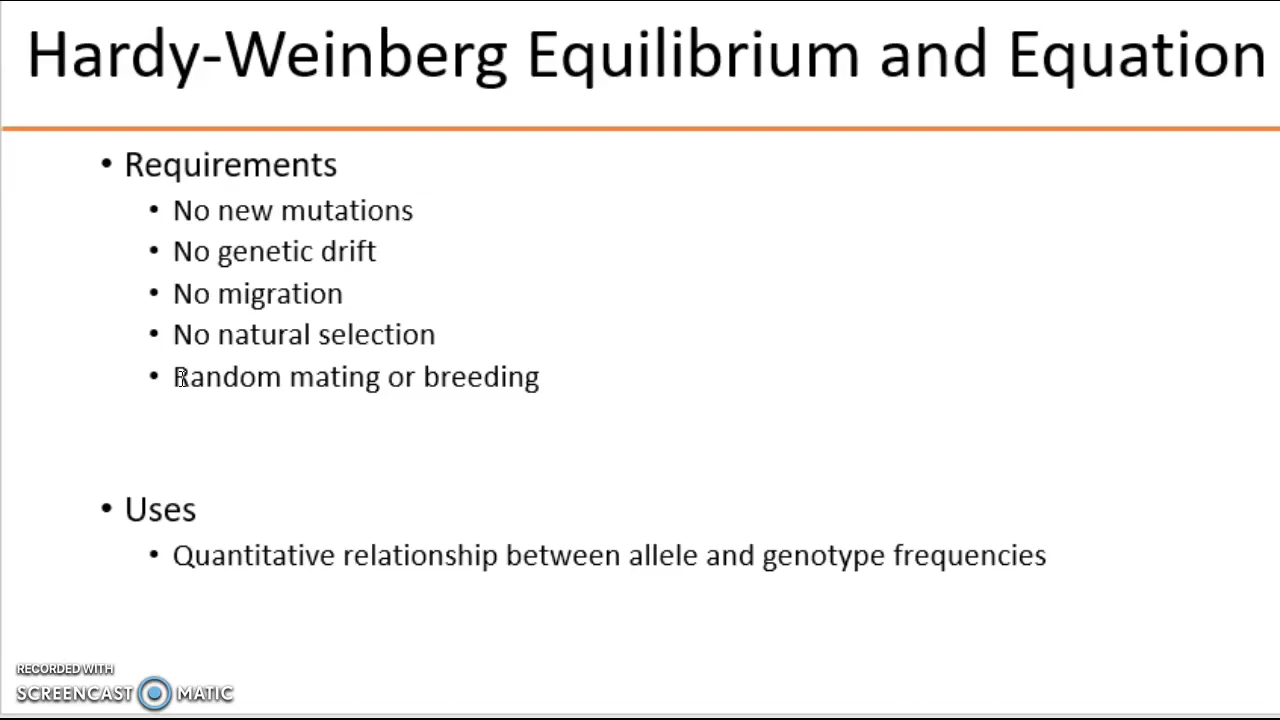 Hardy-Weinberg Equilibrium and Equation
• Requirements
• No new mutations
• No genetic drift
• No migration
• No natural selection
• Random mating or breeding
• Uses
• Quantitative relationship between allele and genotype frequencies
RECORDED WITH
SCREENCAST MATIC